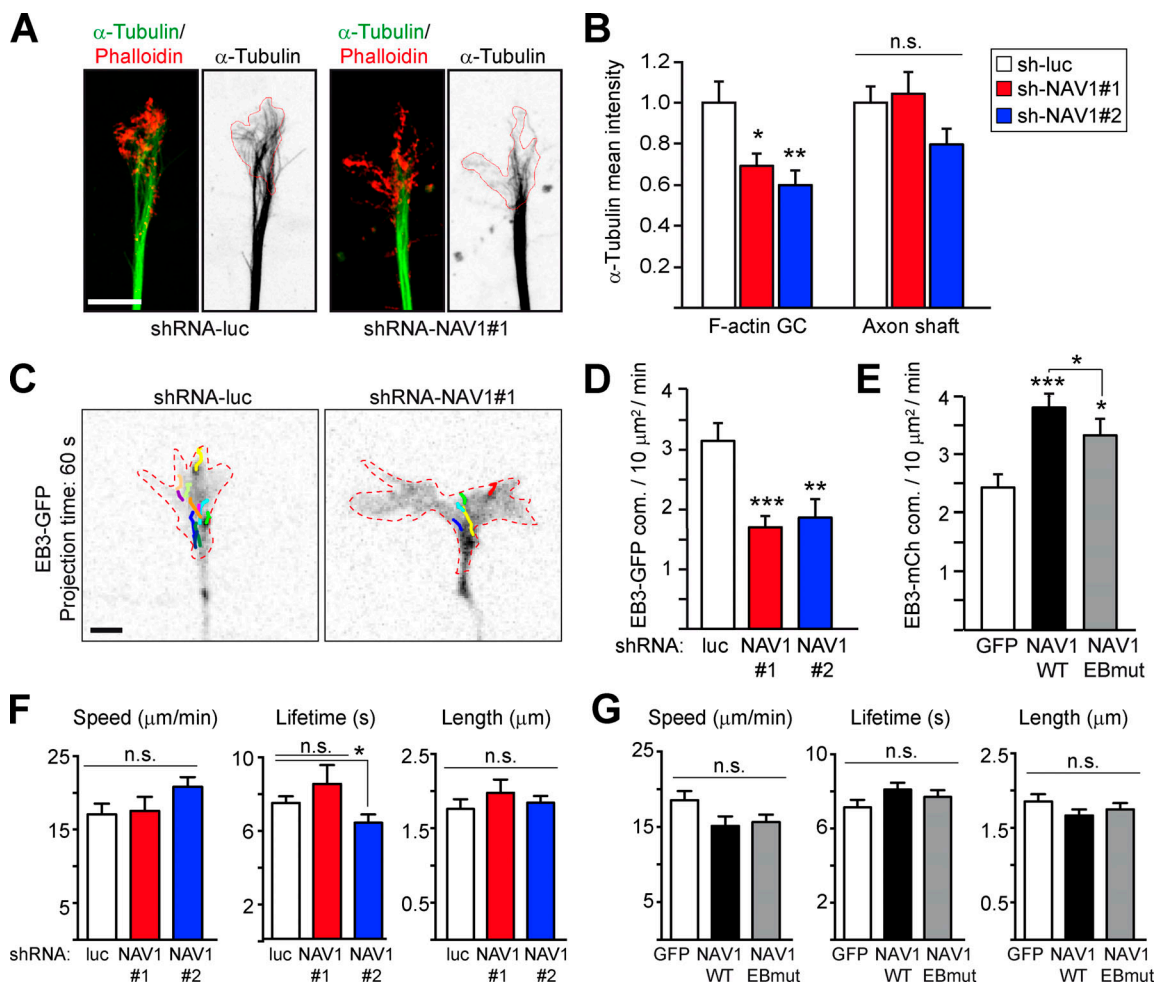 A
α-Tubulin/
Phalloidin
α-Tubulin
α-Tubulin/
Phalloidin
α-Tubulin
shRNA-luc
shRNA-NAV1#1
B
α-Tubulin mean intensity
1.2
1.0
0.8
0.6
0.4
0.2
*
**
n.s.
F-actin GC
Axon shaft
sh-luc
sh-NAV1#1
sh-NAV1#2
C
shRNA-luc
shRNA-NAV1#1
EB3-GFP
Projection time: 60 s
D
EB3-GFP com. / 10 μm²/ min
4
3
2
1
***
**
shRNA:
luc
NAV1
#1
NAV1
#2
E
EB3-mCh com. / 10 μm²/ min
4
3
2
1
***
*
*
GFP
NAV1
WT
NAV1
EBmut
F
Speed (μm/min)
25
15
5
n.s.
shRNA:
luc
NAV1
#1
NAV1
#2
Lifetime (s)
10
6
2
n.s.
*
luc
NAV1
#1
NAV1
#2
Length (μm)
2.5
1.5
0.5
n.s.
luc
NAV1
#1
NAV1
#2
G
Speed (μm/min)
25
15
5
n.s.
GFP
NAV1
WT
NAV1
EBmut
Lifetime (s)
10
6
2
n.s.
GFP
NAV1
WT
NAV1
EBmut
Length (μm)
2.5
1.5
0.5
n.s.
GFP
NAV1
WT
NAV1
EBmut